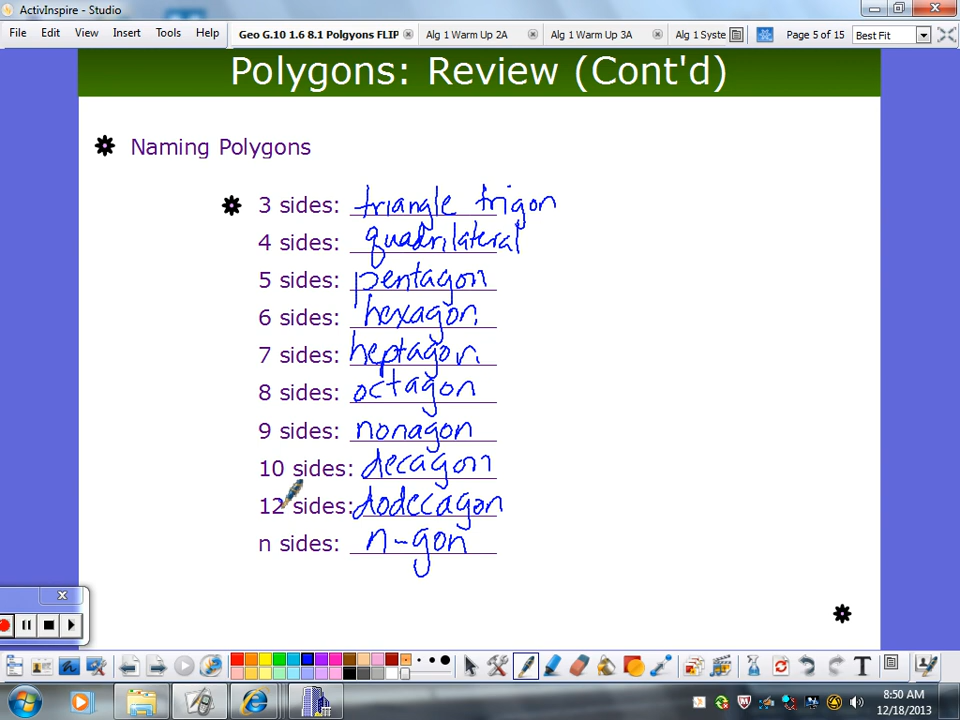 ActivInspire - Studio
File Edit View Insert Tools Help Geo G.10 1.6 8.1 Polgyons FLIP Alg 1 Warm Up 2A Alg 1 Warm Up 3A Alg 1 Syste Page 5 of 15 Best Fit
Polygons: Review (Cont'd)
Naming Polygons
3 sides: triangle trigon
4 sides: quadrilateral
5 sides: pentagon
6 sides: hexagon
7 sides: heptagon
8 sides: octagon
9 sides: nonagon
10 sides: decagon
12 sides: dodecagon
n sides: n-gon
8:50 AM
12/18/2013